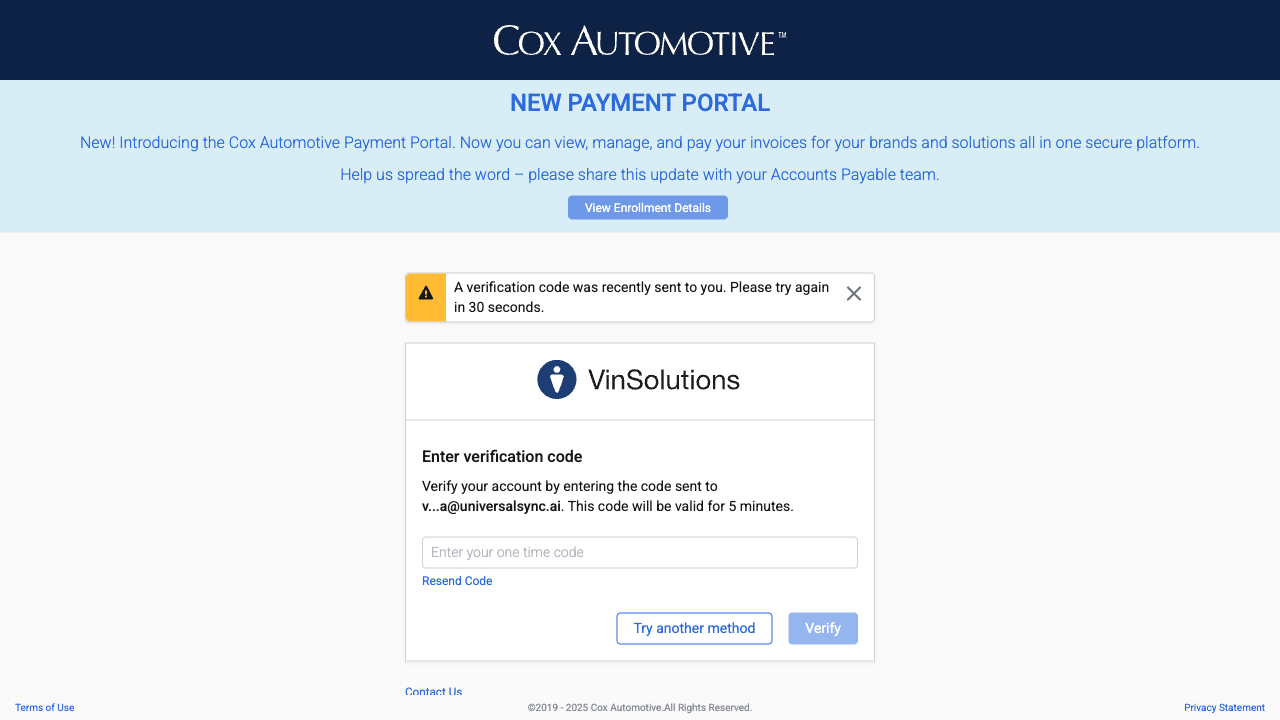 COX AUTOMOTIVE™
NEW PAYMENT PORTAL
New! Introducing the Cox Automotive Payment Portal. Now you can view, manage, and pay your invoices for your brands and solutions all in one secure platform.
Help us spread the word – please share this update with your Accounts Payable team.
View Enrollment Details
A verification code was recently sent to you. Please try again
in 30 seconds.
VinSolutions
Enter verification code
Verify your account by entering the code sent to
v...a@universalsync.ai. This code will be valid for 5 minutes.
Enter your one time code
Resend Code
Try another method
Verify
Contact Us
Terms of Use
©2019 - 2025 Cox Automotive.All Rights Reserved.
Privacy Statement